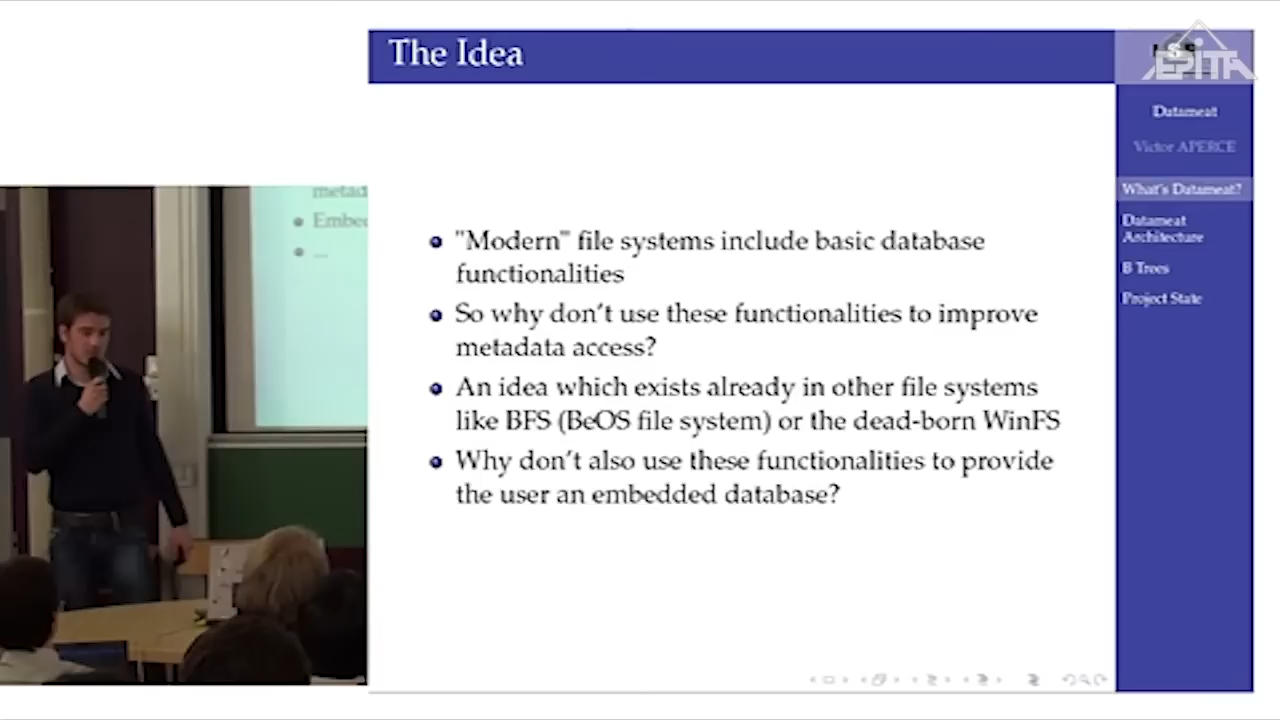 The Idea
EPITA
Datameat
Victor APERCE
What's Datameat?
Datameat
Architecture
B Trees
Project State
"Modern" file systems include basic database
functionalities
So why don't use these functionalities to improve
metadata access?
An idea which exists already in other file systems
like BFS (BeOS file system) or the dead-born WinFS
Why don't also use these functionalities to provide
the user an embedded database?
metad
Embed
...